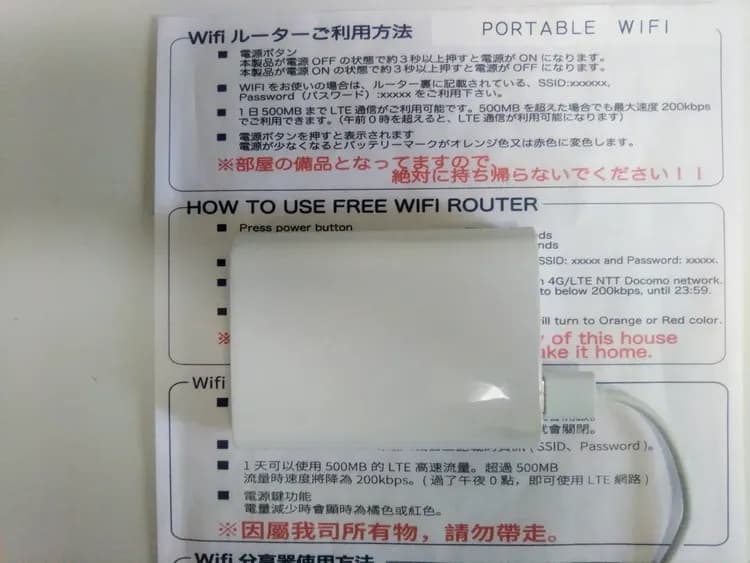 PORTABLE WIFI
Wifi ルーターご利用方法
■ 電源ボタン
本製品が電源 OFF の状態で約3秒以上押すと電源が ON になります。
本製品が電源 ON の状態で約3秒以上押すと電源が OFF になります。
■ WIFI をお使いの場合は、ルーター裏に記載されている、SSID:xxxxxx,
Password（パスワード）:xxxxx をご利用下さい。
■ 1日500MB まで LTE 通信がご利用可能です。500MB を超えた場合でも最大速度 200kbps
でご利用できます。（午前0時を超えると、LTE 通信が可能になります）
■ 電源ボタンを押すと表示されます
電源が少なくなるとバッテリーマークがオレンジ色又は赤色に変色します。
※部屋の備品となってますので、
絶対に持ち帰らないでください！！
HOW TO USE FREE WIFI ROUTER
■ Press power button
nds
SSID: xxxxx and Password: xxxxx.
4G/LTE NTT Docomo network.
to below 200kbps, until 23:59.
ill turn to Orange or Red color.
※ y of this house
ake it home.
Wifi
就會關閉。
(SSID、Password)。
■ 1天可以使用 500MB 的 LTE 高速流量。超過 500MB
流量時速度將降為 200kbps。(過了午夜0點，即可使用 LTE 網路)
■ 電源鍵功能
電量減少時會顯時為橘色或紅色。
※因屬我司所有物，請勿帶走。
Wifi 分享器使用方法